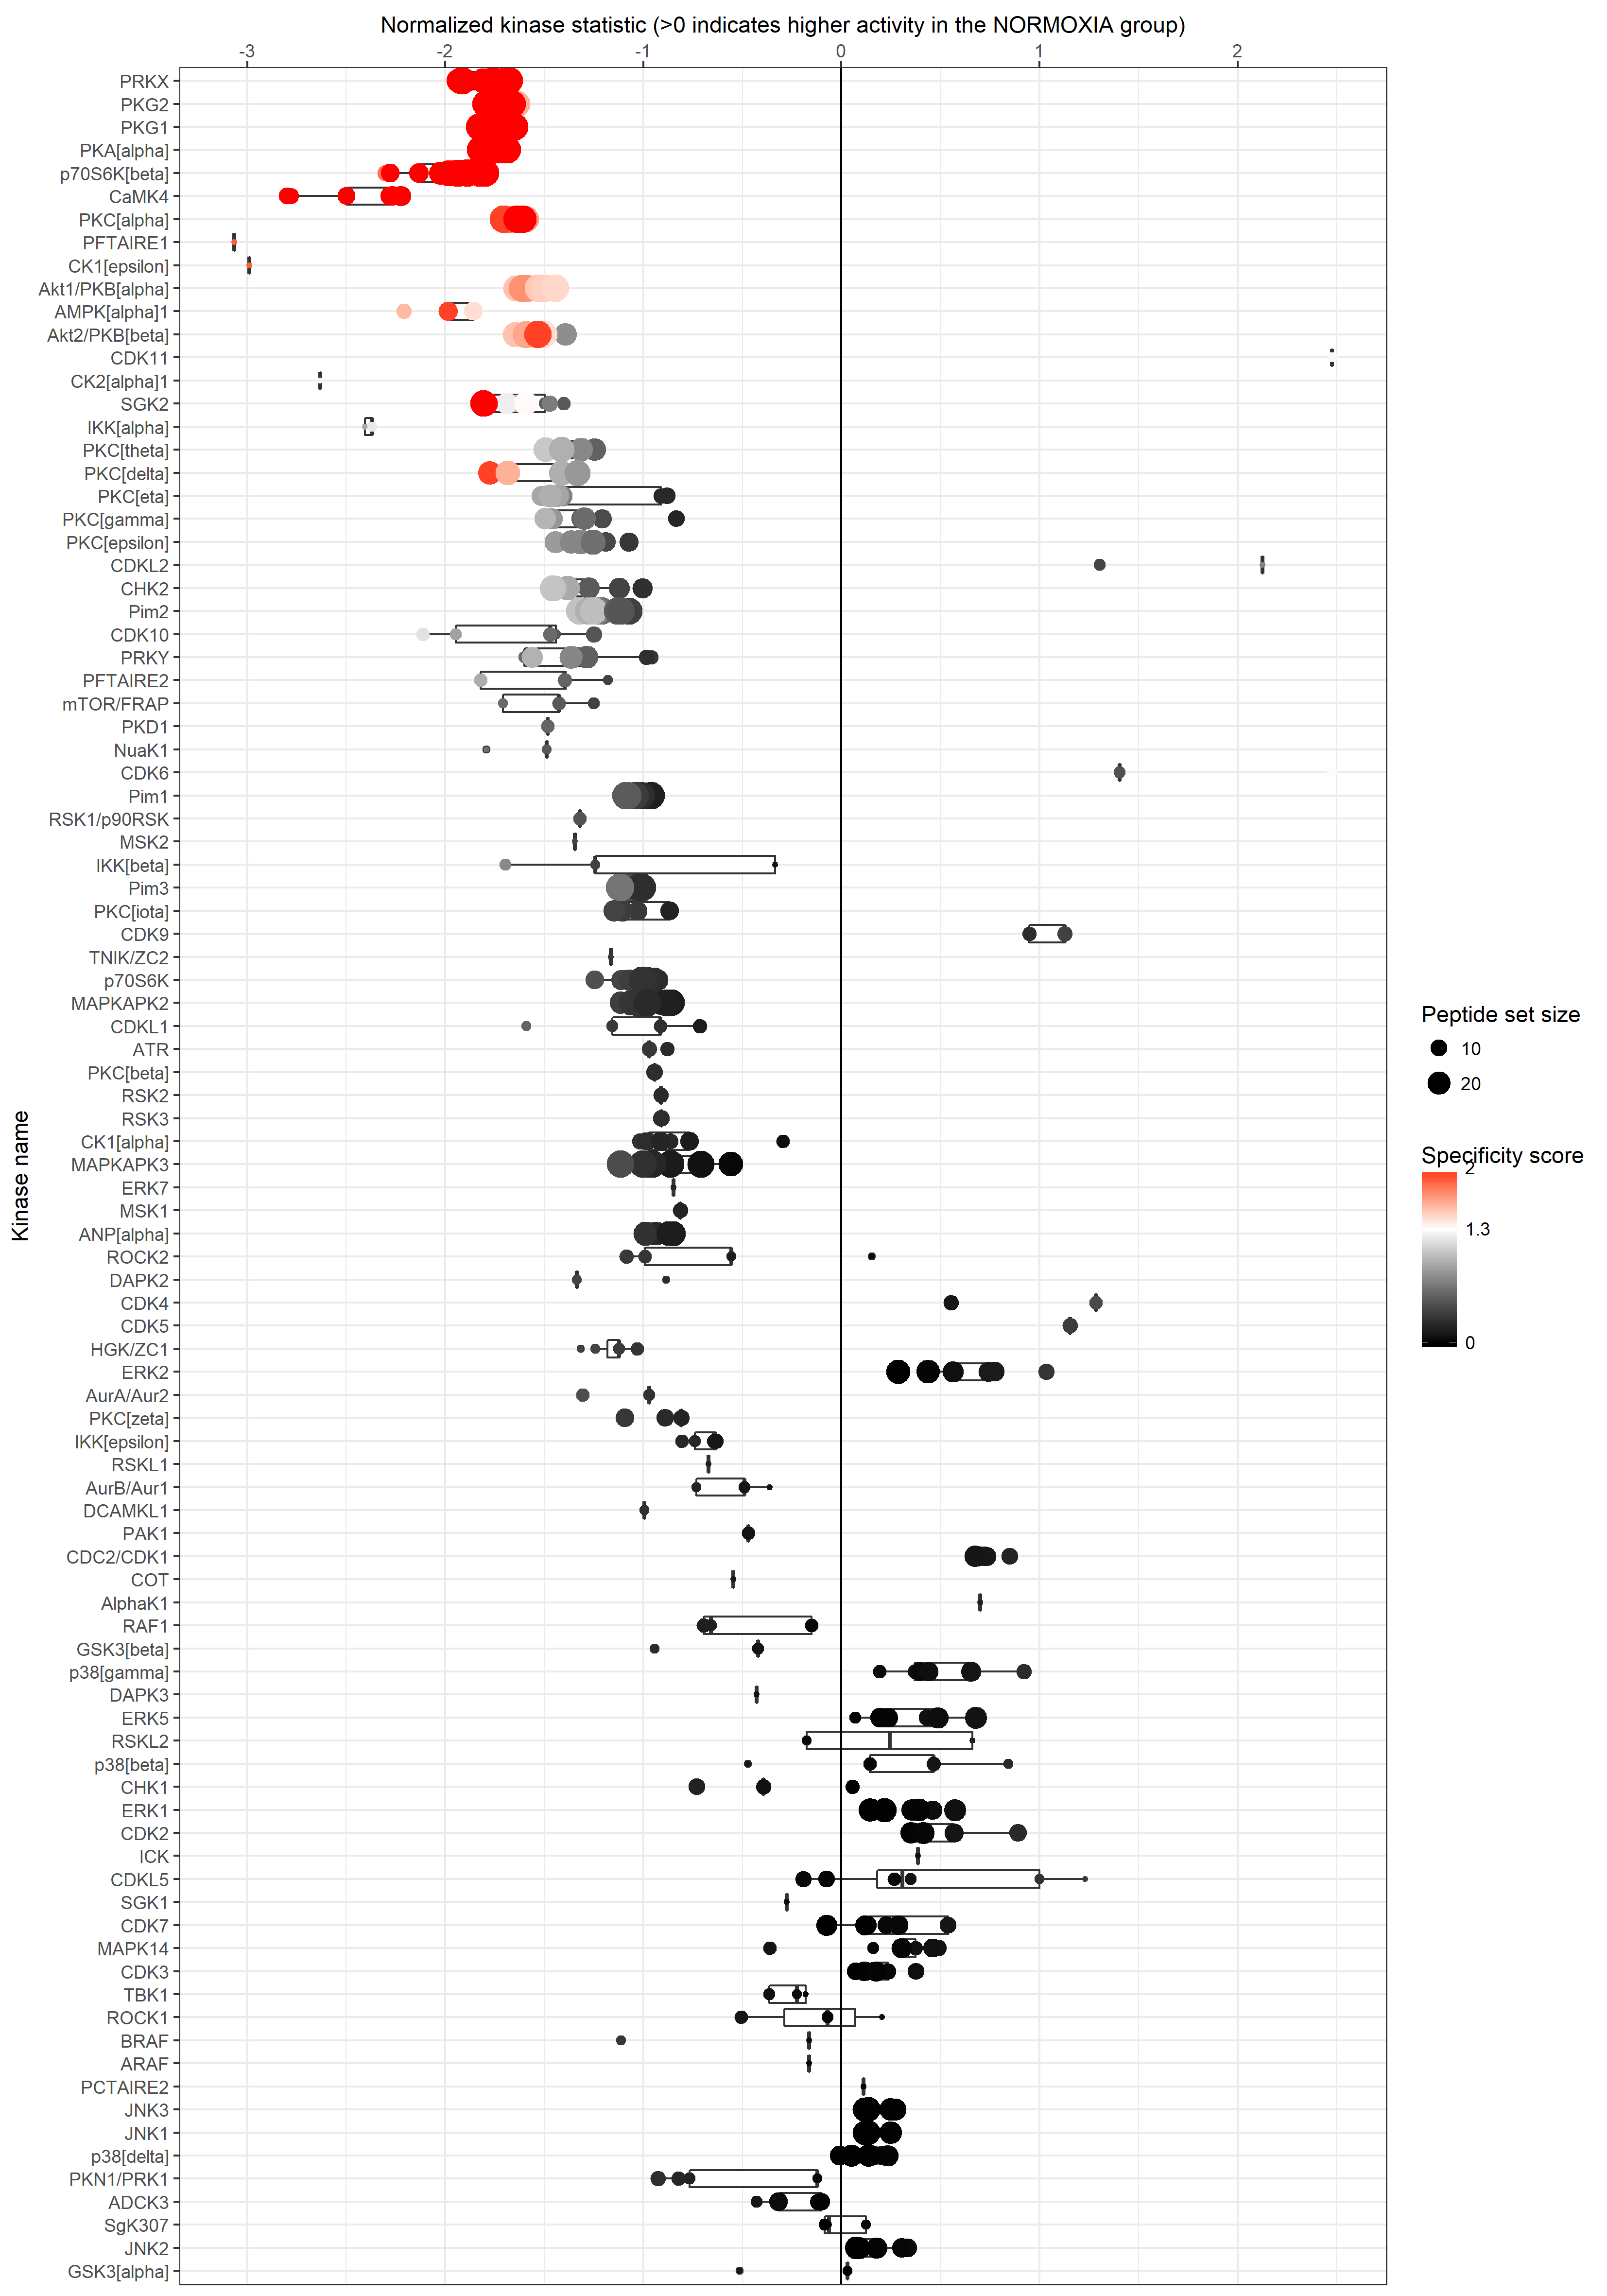 Normalized kinase statistic (>0 indicates higher activity in the NORMOXIA group)
-3 -2 -1 0 1 2
PRKX
PKG2
PKG1
PKA[alpha]
p70S6K[beta]
CaMK4
PKC[alpha]
PFTAIRE1
CK1[epsilon]
Akt1/PKB[alpha]
AMPK[alpha]1
Akt2/PKB[beta]
CDK11
CK2[alpha]1
SGK2
IKK[alpha]
PKC[theta]
PKC[delta]
PKC[eta]
PKC[gamma]
PKC[epsilon]
CDKL2
CHK2
Pim2
CDK10
PRKY
PFTAIRE2
mTOR/FRAP
PKD1
NuaK1
CDK6
Pim1
RSK1/p90RSK
MSK2
IKK[beta]
Pim3
PKC[iota]
CDK9
TNIK/ZC2
p70S6K
MAPKAPK2
CDKL1
ATR
PKC[beta]
RSK2
RSK3
CK1[alpha]
MAPKAPK3
ERK7
MSK1
ANP[alpha]
ROCK2
DAPK2
CDK4
CDK5
HGK/ZC1
ERK2
AurA/Aur2
PKC[zeta]
IKK[epsilon]
RSKL1
AurB/Aur1
DCAMKL1
PAK1
CDC2/CDK1
COT
AlphaK1
RAF1
GSK3[beta]
p38[gamma]
DAPK3
ERK5
RSKL2
p38[beta]
CHK1
ERK1
CDK2
ICK
CDKL5
SGK1
CDK7
MAPK14
CDK3
TBK1
ROCK1
BRAF
ARAF
PCTAIRE2
JNK3
JNK1
p38[delta]
PKN1/PRK1
ADCK3
SgK307
JNK2
GSK3[alpha]
Kinase name
Peptide set size
10
20
Specificity score
2
1.3
0